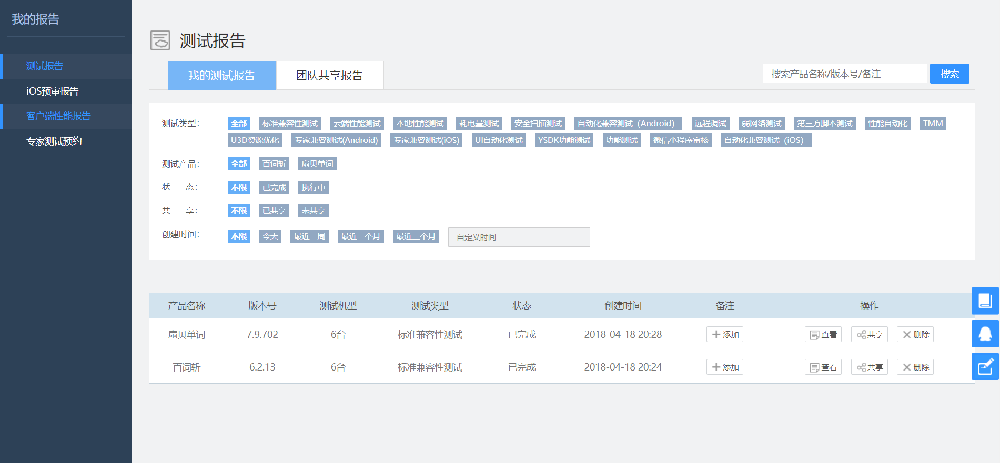 我的报告
测试报告
iOS预审报告
客户端性能报告
专家测试预约
测试报告
我的测试报告 团队共享报告 搜索产品名称/版本号/备注 搜索
测试类型: 全部 标准兼容性测试 云端性能测试 本地性能测试 耗电量测试 安全扫描测试 自动化兼容测试（Android） 远程调试 弱网络测试 第三方脚本测试 性能自动化 TMM
U3D资源优化 专家兼容测试(Android) 专家兼容测试(iOS) UI自动化测试 YSDK功能测试 功能测试 微信小程序审核 自动化兼容测试（iOS）
测试产品: 全部 百词斩 扇贝单词
状 态: 不限 已完成 执行中
共 享: 不限 已共享 未共享
创建时间: 不限 今天 最近一周 最近一个月 最近三个月 自定义时间
产品名称 版本号 测试机型 测试类型 状态 创建时间 备注 操作
扇贝单词 7.9.702 6台 标准兼容性测试 已完成 2018-04-18 20:28 添加 查看 共享 删除
百词斩 6.2.13 6台 标准兼容性测试 已完成 2018-04-18 20:24 添加 查看 共享 删除